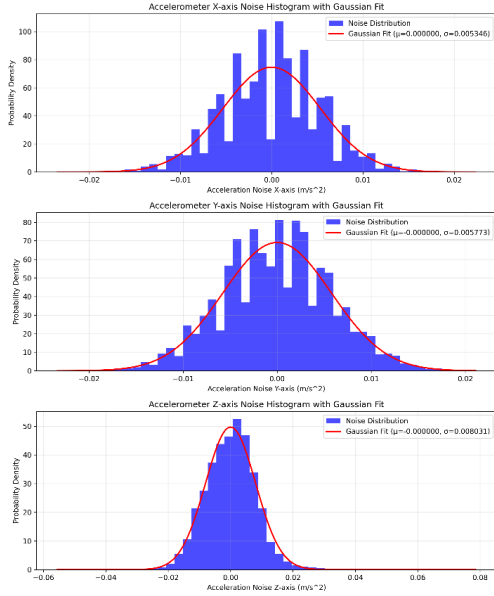 Accelerometer X-axis Noise Histogram with Gaussian Fit
Noise Distribution
Gaussian Fit (μ=0.000000, σ=0.005346)
Probability Density
100
80
60
40
20
0
−0.02
−0.01
0.00
0.01
0.02
Acceleration Noise X-axis (m/s^2)
Accelerometer Y-axis Noise Histogram with Gaussian Fit
Noise Distribution
Gaussian Fit (μ=-0.000000, σ=0.005773)
Probability Density
80
70
60
50
40
30
20
10
0
−0.02
−0.01
0.00
0.01
0.02
Acceleration Noise Y-axis (m/s^2)
Accelerometer Z-axis Noise Histogram with Gaussian Fit
Noise Distribution
Gaussian Fit (μ=-0.000000, σ=0.008031)
Probability Density
50
40
30
20
10
0
−0.06
−0.04
−0.02
0.00
0.02
0.04
0.06
0.08
Acceleration Noise Z-axis (m/s^2)